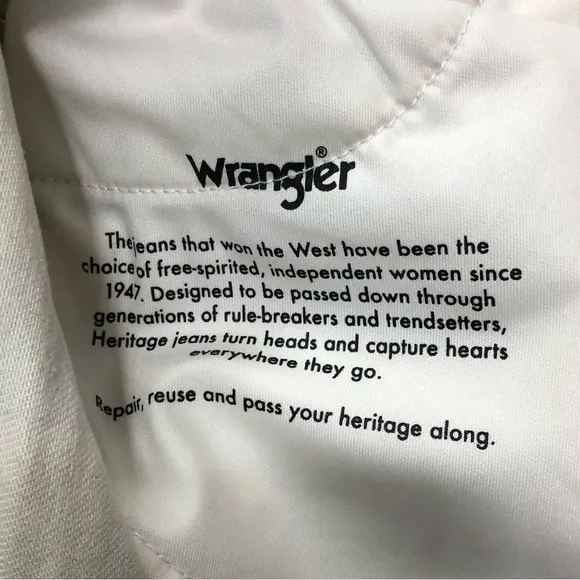 Wrangler®
The jeans that won the West have been the
choice of free-spirited, independent women since
1947. Designed to be passed down through
generations of rule-breakers and trendsetters,
Heritage jeans turn heads and capture hearts
everywhere they go.
Repair, reuse and pass your heritage along.